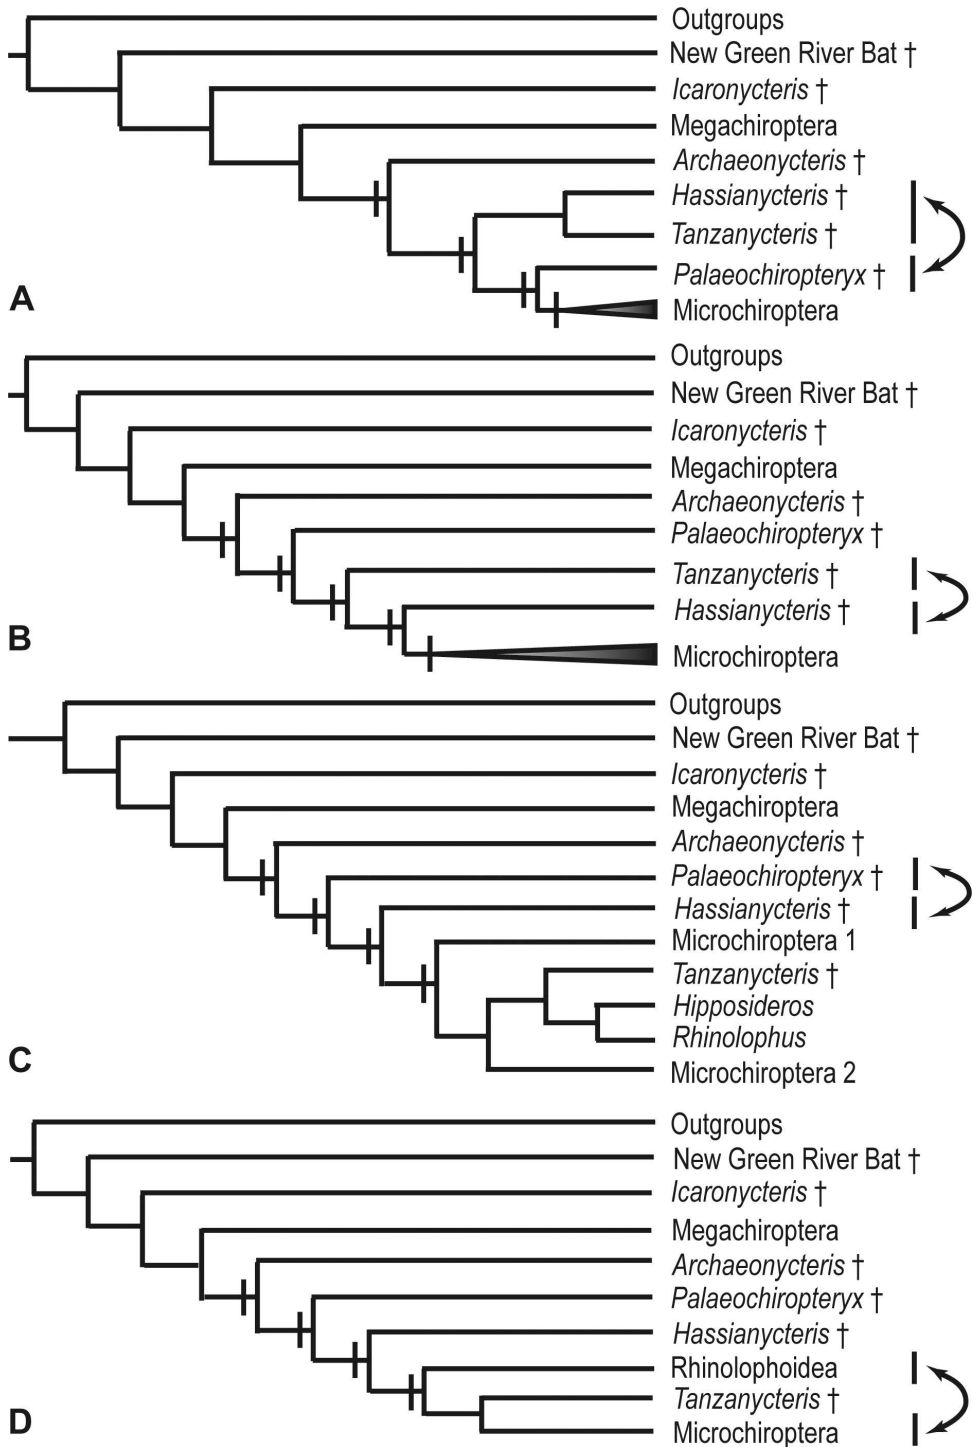 Outgroups
New Green River Bat †
Icaronycteris †
Megachiroptera
Archaeonycteris †
Hassianycteris †
Tanzanycteris †
Palaeochiropteryx †
Microchiroptera
A
Outgroups
New Green River Bat †
Icaronycteris †
Megachiroptera
Archaeonycteris †
Palaeochiropteryx †
Tanzanycteris †
Hassianycteris †
Microchiroptera
B
Outgroups
New Green River Bat †
Icaronycteris †
Megachiroptera
Archaeonycteris †
Palaeochiropteryx †
Hassianycteris †
Microchiroptera 1
Tanzanycteris †
Hipposideros
Rhinolophus
Microchiroptera 2
C
Outgroups
New Green River Bat †
Icaronycteris †
Megachiroptera
Archaeonycteris †
Palaeochiropteryx †
Hassianycteris †
Rhinolophoidea
Tanzanycteris †
Microchiroptera
D